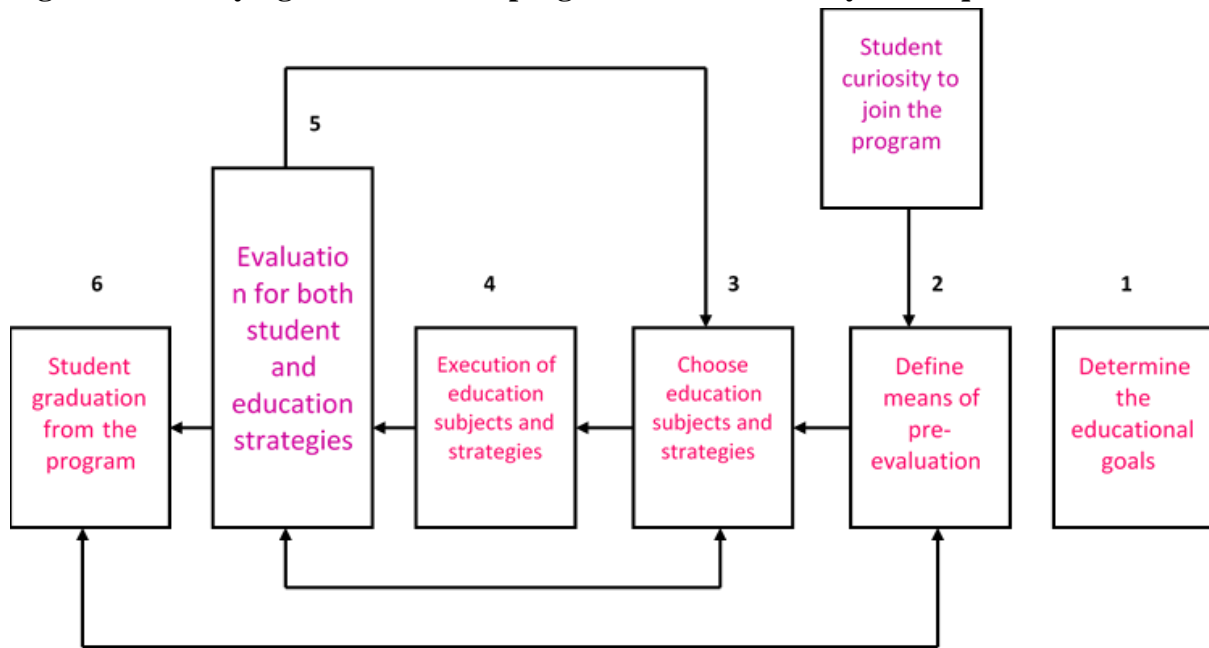 Student
curiosity to
join the
program
5
6
4
3
2
1
Evaluatio
n for both
student
and
education
strategies
Student
graduation
from the
program
Execution of
education
subjects and
strategies
Choose
education
subjects and
strategies
Define
means of
pre-
evaluation
Determine
the
educational
goals